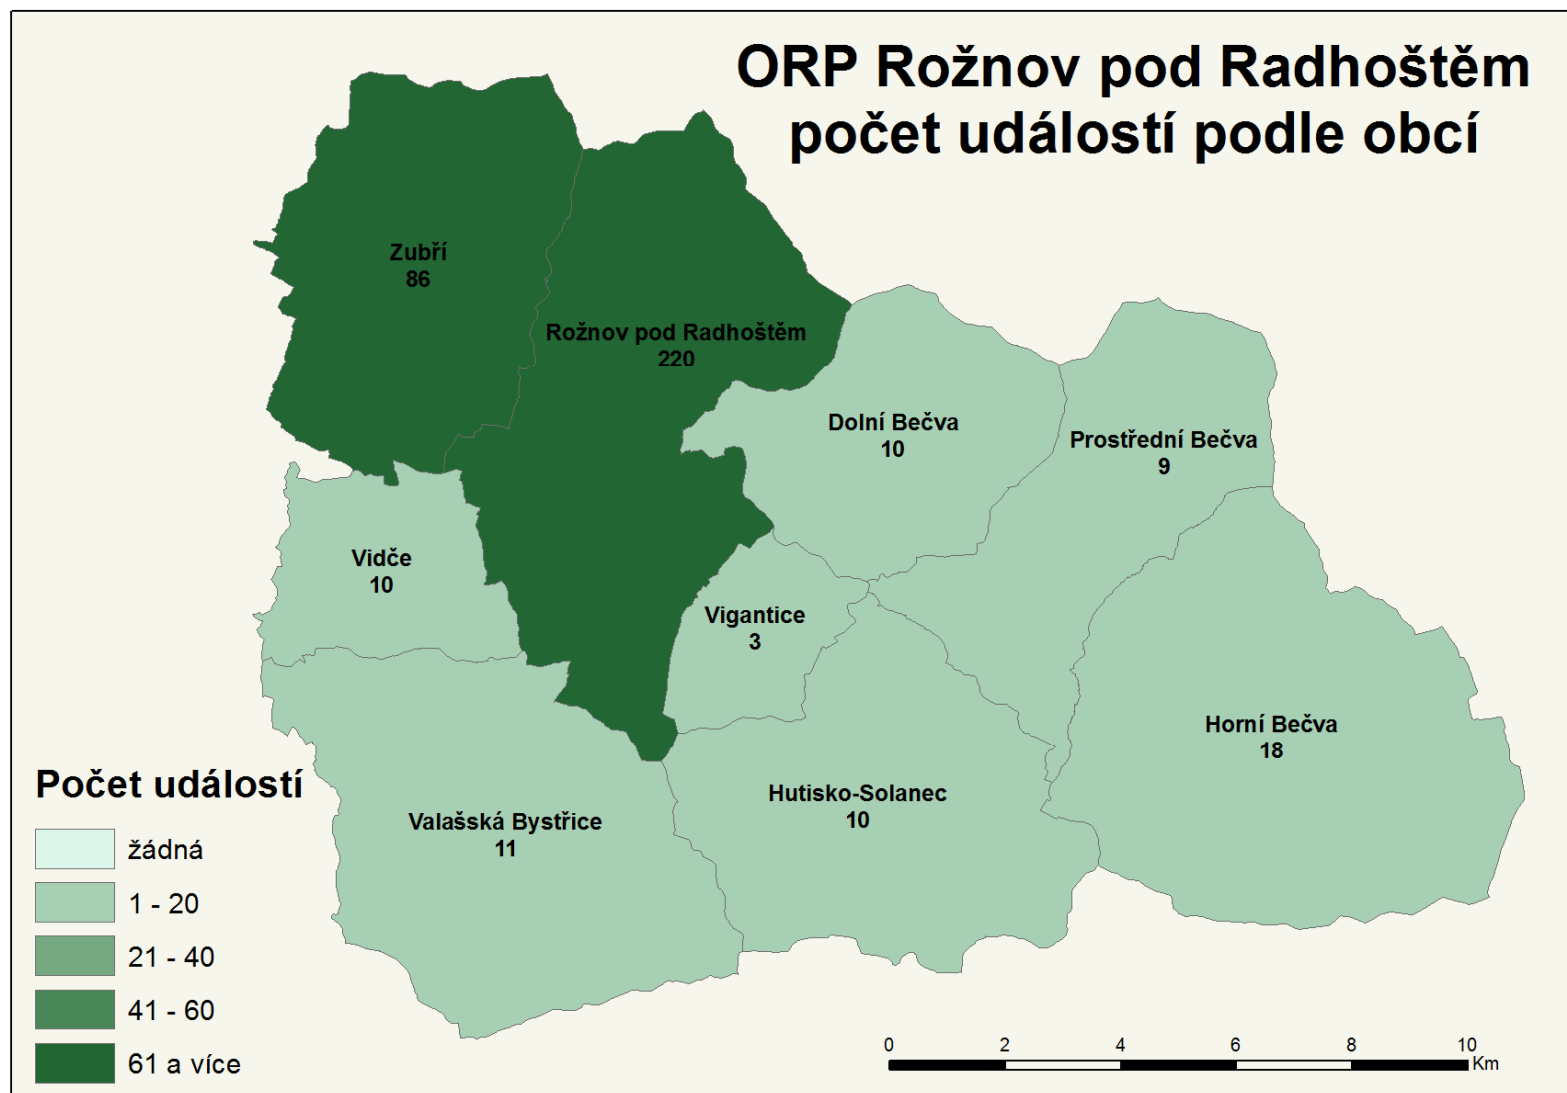 ORP Rožnov pod Radhoštěm
počet událostí podle obcí
Zubří
86
Rožnov pod Radhoštěm
220
Dolní Bečva
10
Prostřední Bečva
9
Vidče
10
Vigantice
3
Horní Bečva
18
Hutisko-Solanec
10
Valašská Bystřice
11
Počet událostí
žádná
1 - 20
21 - 40
41 - 60
61 a více
0 2 4 6 8 10
Km